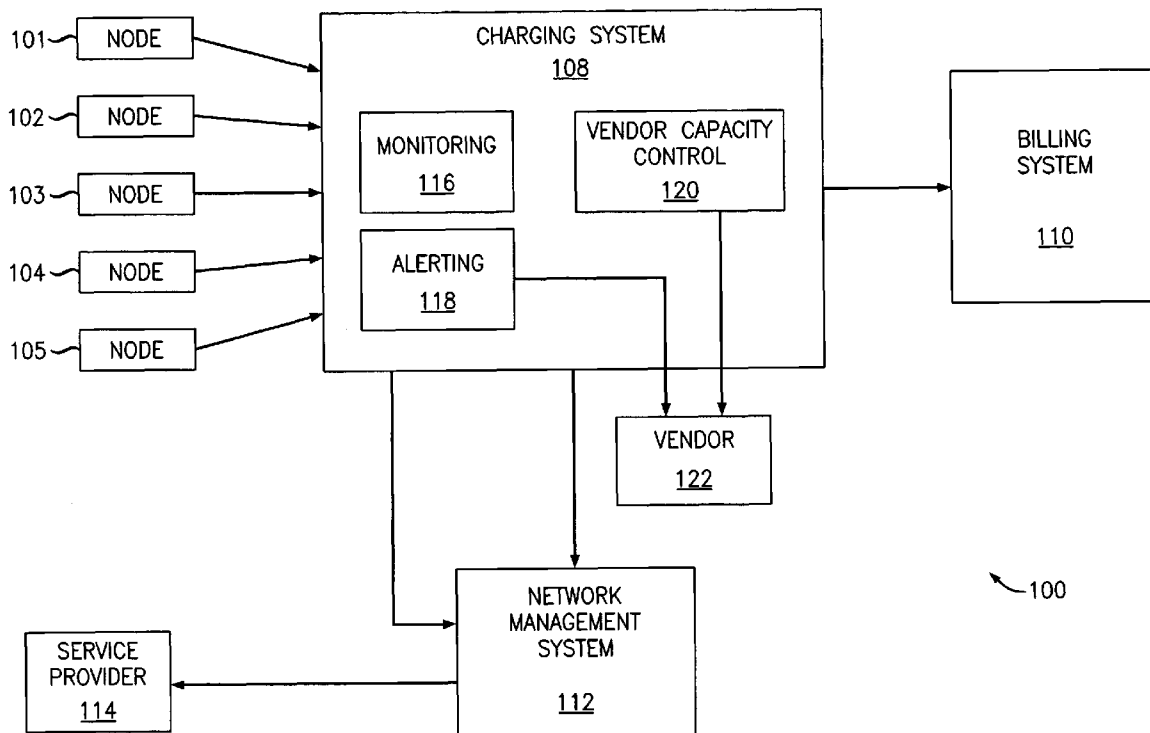 101 NODE
102 NODE
103 NODE
104 NODE
105 NODE
CHARGING SYSTEM
108
MONITORING
116
ALERTING
118
VENDOR CAPACITY
CONTROL
120
BILLING
SYSTEM
110
VENDOR
122
NETWORK
MANAGEMENT
SYSTEM
112
SERVICE
PROVIDER
114
100